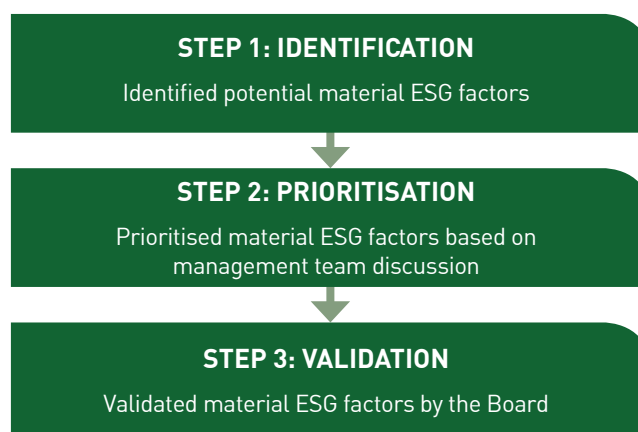 STEP 1: IDENTIFICATION
Identified potential material ESG factors
STEP 2: PRIORITISATION
Prioritised material ESG factors based on
management team discussion
STEP 3: VALIDATION
Validated material ESG factors by the Board